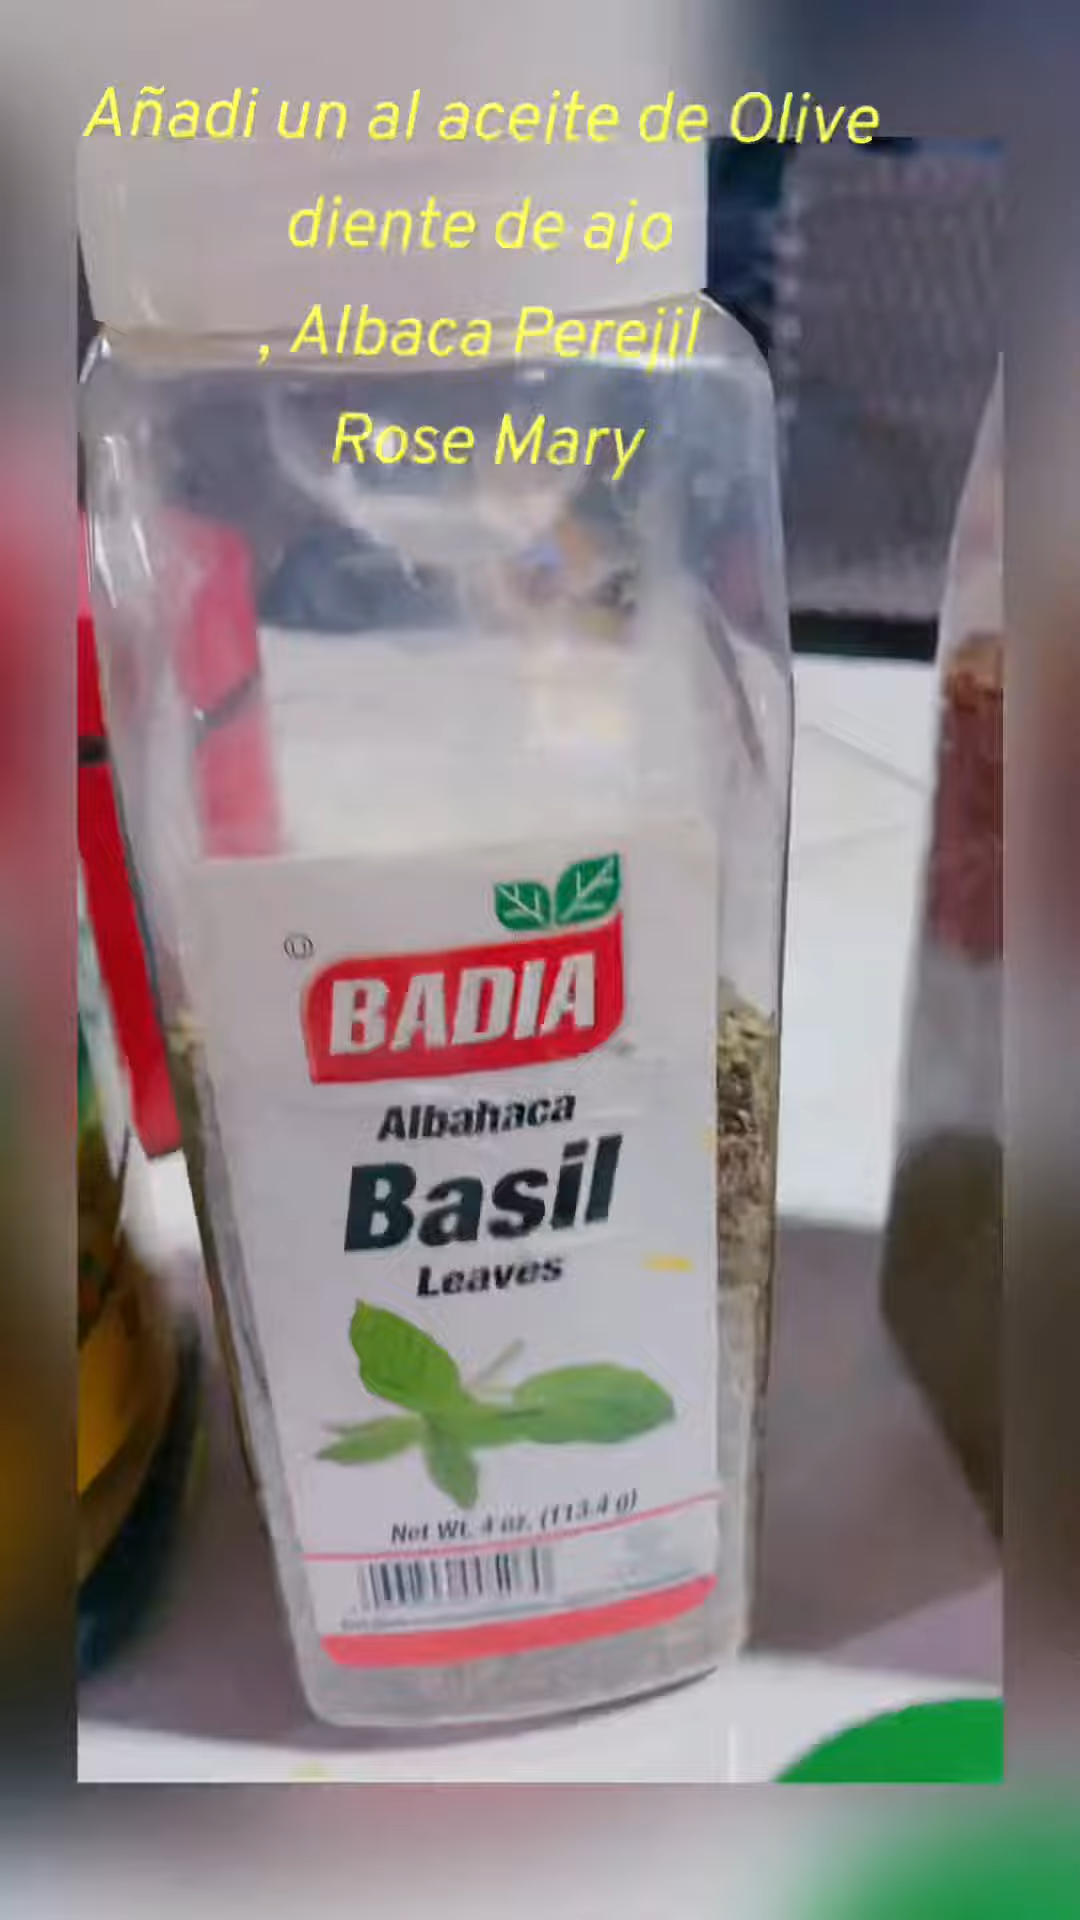 Añadi un al aceite de Olive
diente de ajo
, Albaca Perejil
Rose Mary
BADIA
Albahaca
Basil
Leaves
Net Wt. 4 oz. (113.4 g)